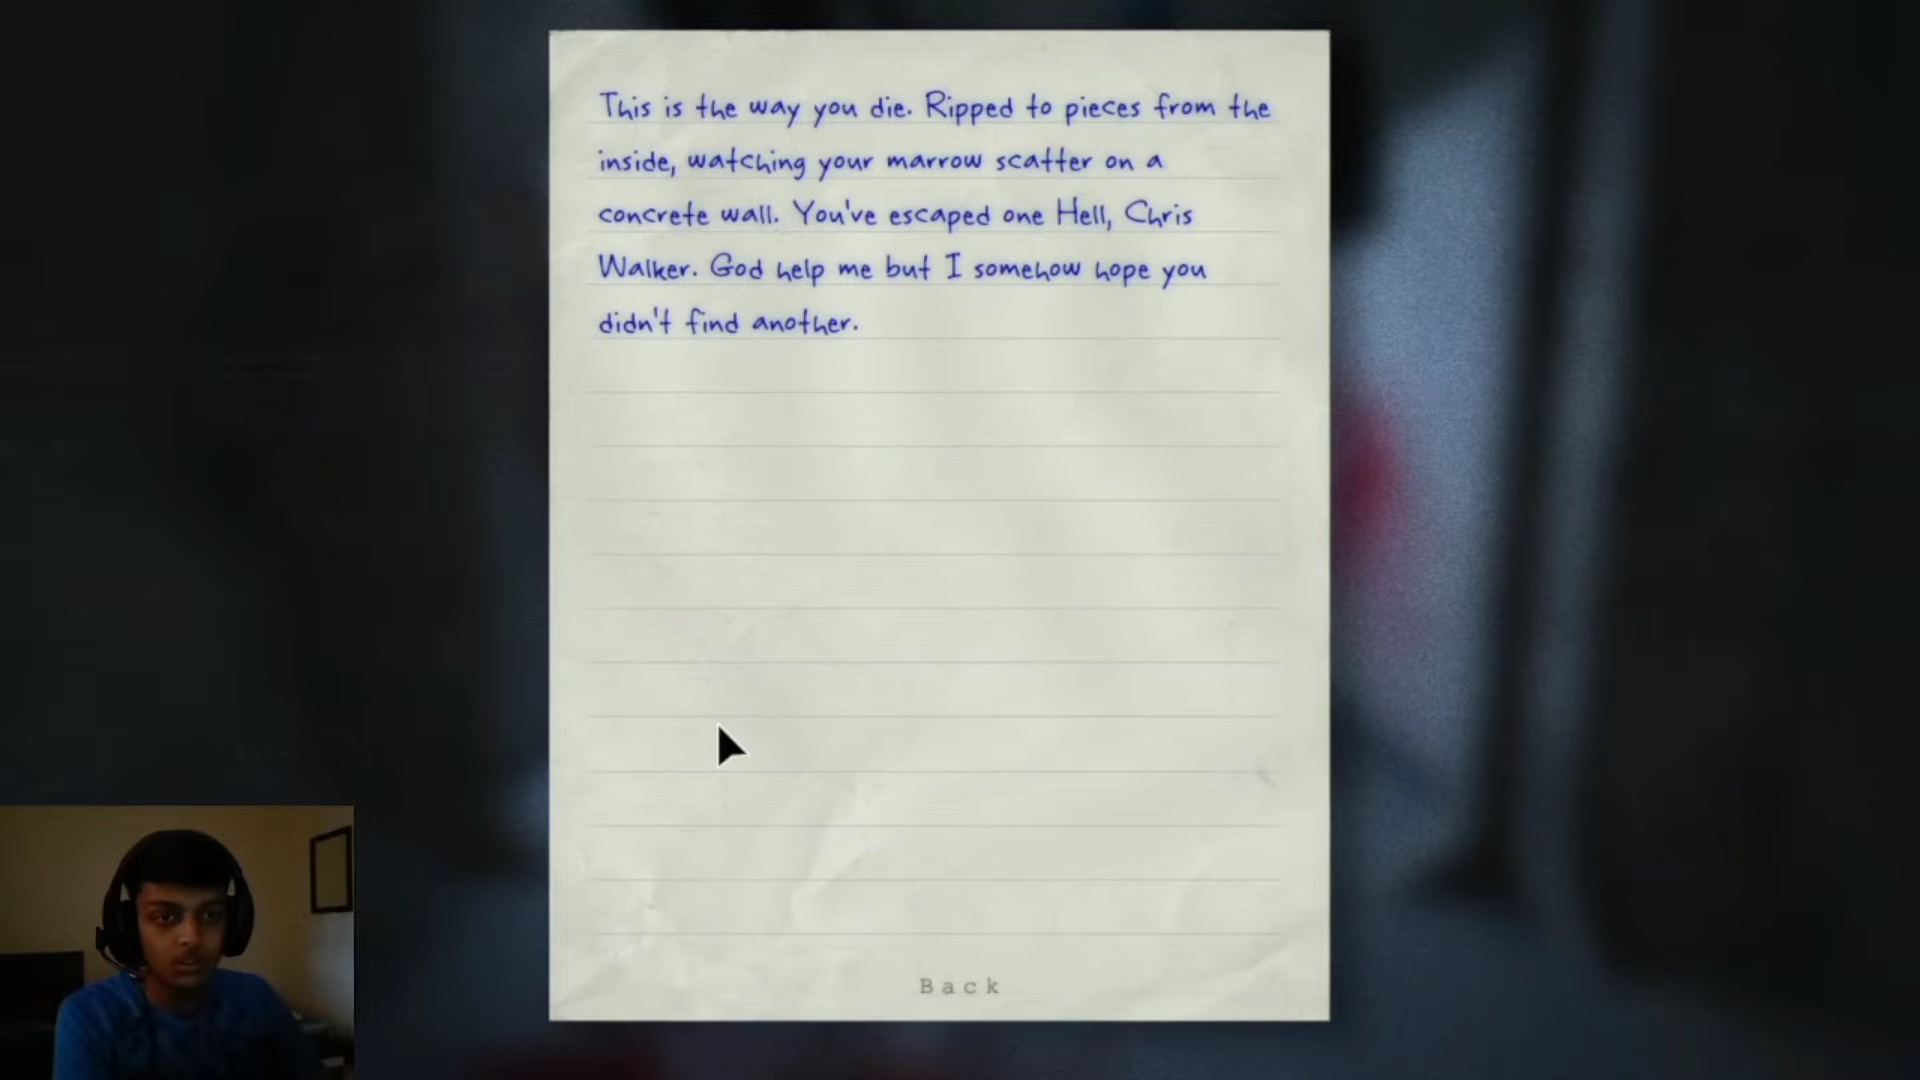 This is the way you die. Ripped to pieces from the
inside, watching your marrow scatter on a
concrete wall. You've escaped one Hell, Chris
Walker. God help me but I somehow hope you
didn't find another.
Back